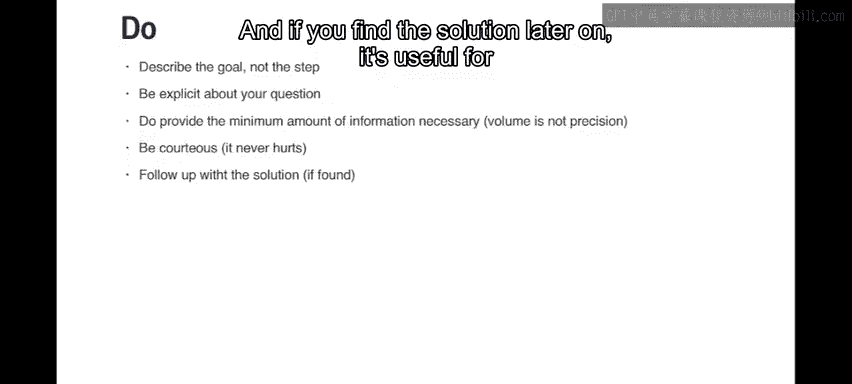 Do
And if you find the solution later on,
it's useful for
· Describe the goal, not the step
· Be explicit about your question
· Do provide the minimum amount of information necessary (volume is not precision)
· Be courteous (it never hurts)
· Follow up witht the solution (if found)